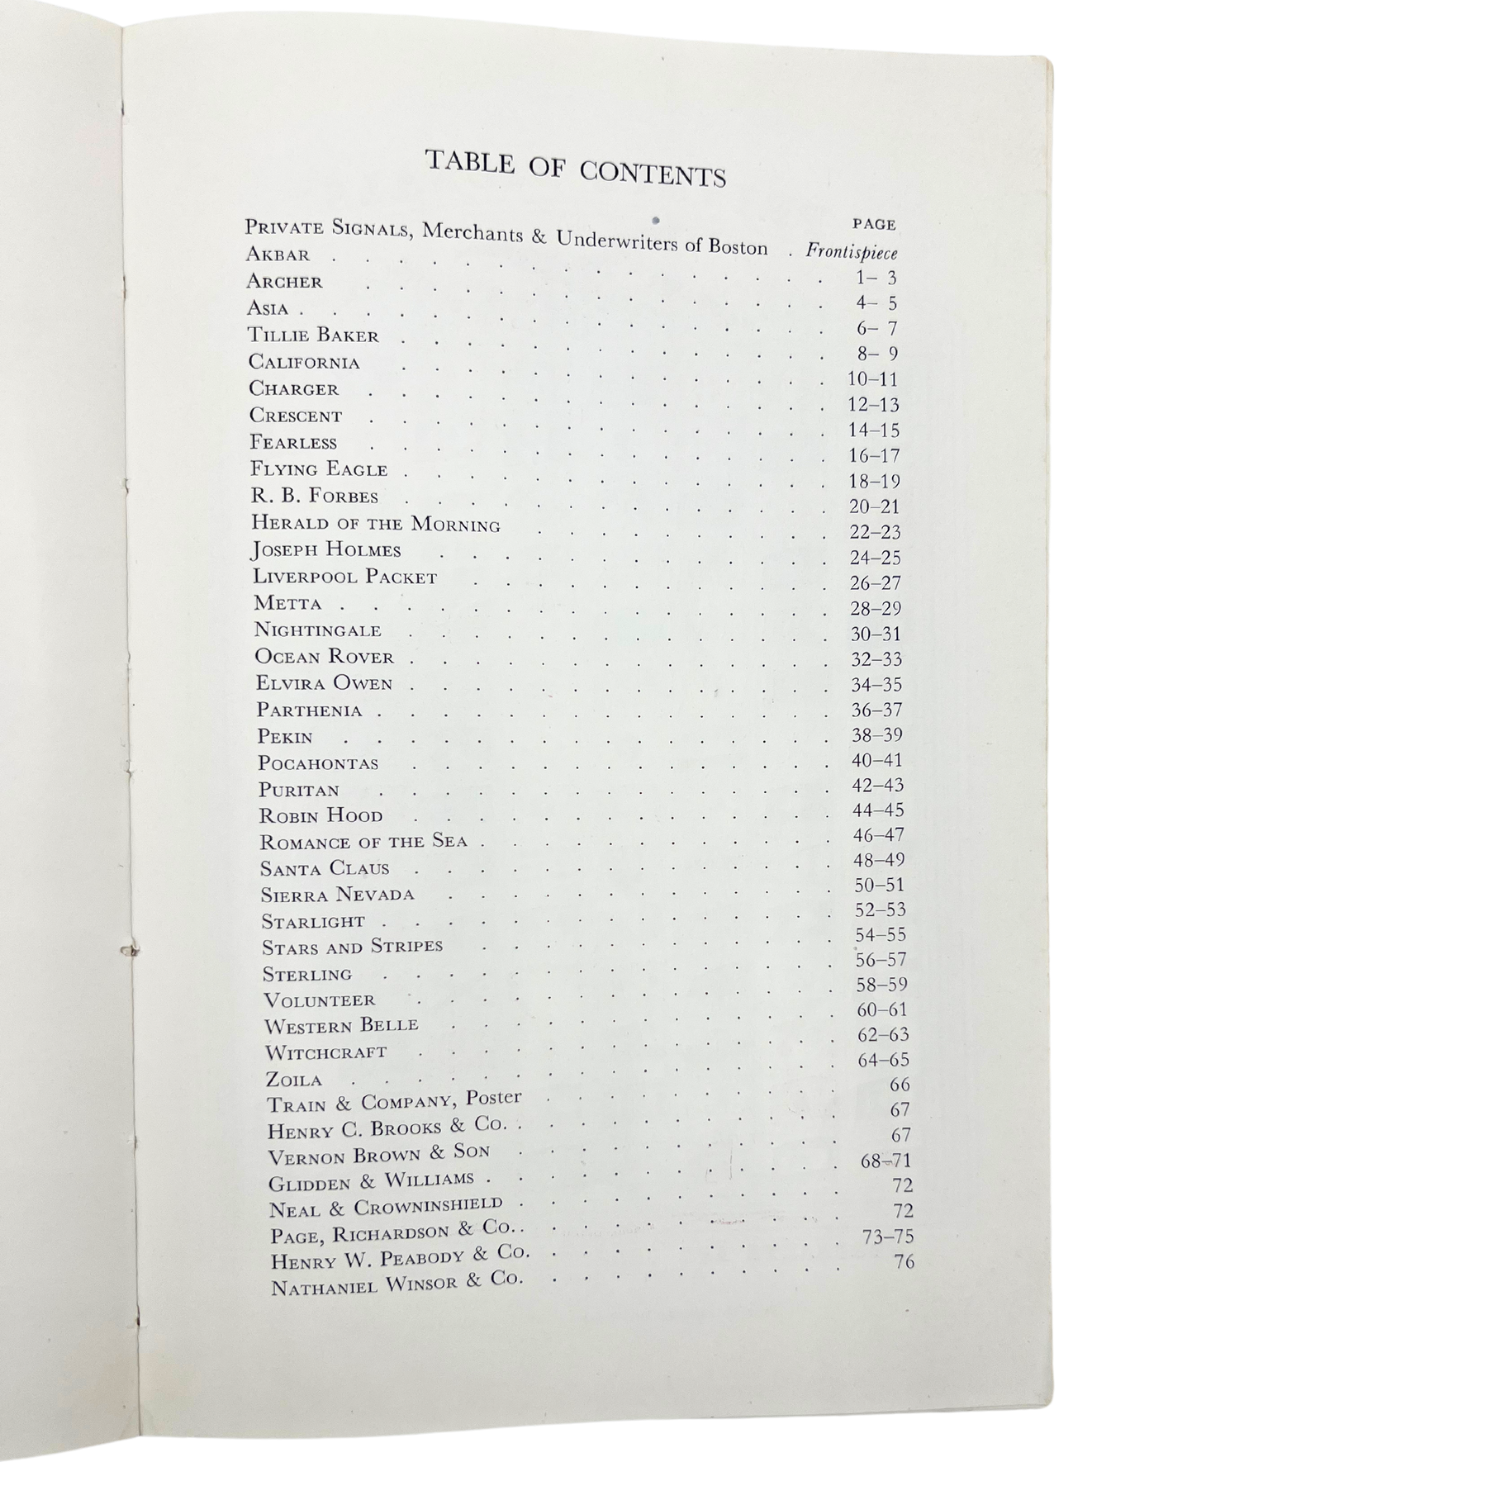 TABLE OF CONTENTS
PAGE
PRIVATE SIGNALS, Merchants & Underwriters of Boston . Frontispiece
AKBAR . . . . . . . . . . . . . . . . 1– 3
ARCHER . . . . . . . . . . . . . . . 4– 5
ASIA . . . . . . . . . . . . . . . . . 6– 7
TILLIE BAKER . . . . . . . . . . . . . . 8– 9
CALIFORNIA . . . . . . . . . . . . . . 10–11
CHARGER . . . . . . . . . . . . . . . 12–13
CRESCENT . . . . . . . . . . . . . . . 14–15
FEARLESS . . . . . . . . . . . . . . . 16–17
FLYING EAGLE . . . . . . . . . . . . . . 18–19
R. B. FORBES . . . . . . . . . . . . . . 20–21
HERALD OF THE MORNING . . . . . . . . . . 22–23
JOSEPH HOLMES . . . . . . . . . . . . . 24–25
LIVERPOOL PACKET . . . . . . . . . . . . 26–27
METTA . . . . . . . . . . . . . . . . 28–29
NIGHTINGALE . . . . . . . . . . . . . . 30–31
OCEAN ROVER . . . . . . . . . . . . . . 32–33
ELVIRA OWEN . . . . . . . . . . . . . . 34–35
PARTHENIA . . . . . . . . . . . . . . . 36–37
PEKIN . . . . . . . . . . . . . . . . 38–39
POCAHONTAS . . . . . . . . . . . . . . 40–41
PURITAN . . . . . . . . . . . . . . . 42–43
ROBIN HOOD . . . . . . . . . . . . . . 44–45
ROMANCE OF THE SEA . . . . . . . . . . . . 46–47
SANTA CLAUS . . . . . . . . . . . . . . 48–49
SIERRA NEVADA . . . . . . . . . . . . . 50–51
STARLIGHT . . . . . . . . . . . . . . . 52–53
STARS AND STRIPES . . . . . . . . . . . . 54–55
STERLING . . . . . . . . . . . . . . . 56–57
VOLUNTEER . . . . . . . . . . . . . . 58–59
WESTERN BELLE . . . . . . . . . . . . . 60–61
WITCHCRAFT . . . . . . . . . . . . . . 62–63
ZOILA . . . . . . . . . . . . . . . . 64–65
TRAIN & COMPANY, Poster . . . . . . . . . . 66
HENRY C. BROOKS & CO. . . . . . . . . . . . 67
VERNON BROWN & SON . . . . . . . . . . . 67
GLIDDEN & WILLIAMS . . . . . . . . . . . . 68–71
NEAL & CROWNINSHIELD . . . . . . . . . . . 72
PAGE, RICHARDSON & CO. . . . . . . . . . . . 72
HENRY W. PEABODY & CO. . . . . . . . . . . 73–75
NATHANIEL WINSOR & CO. . . . . . . . . . . 76